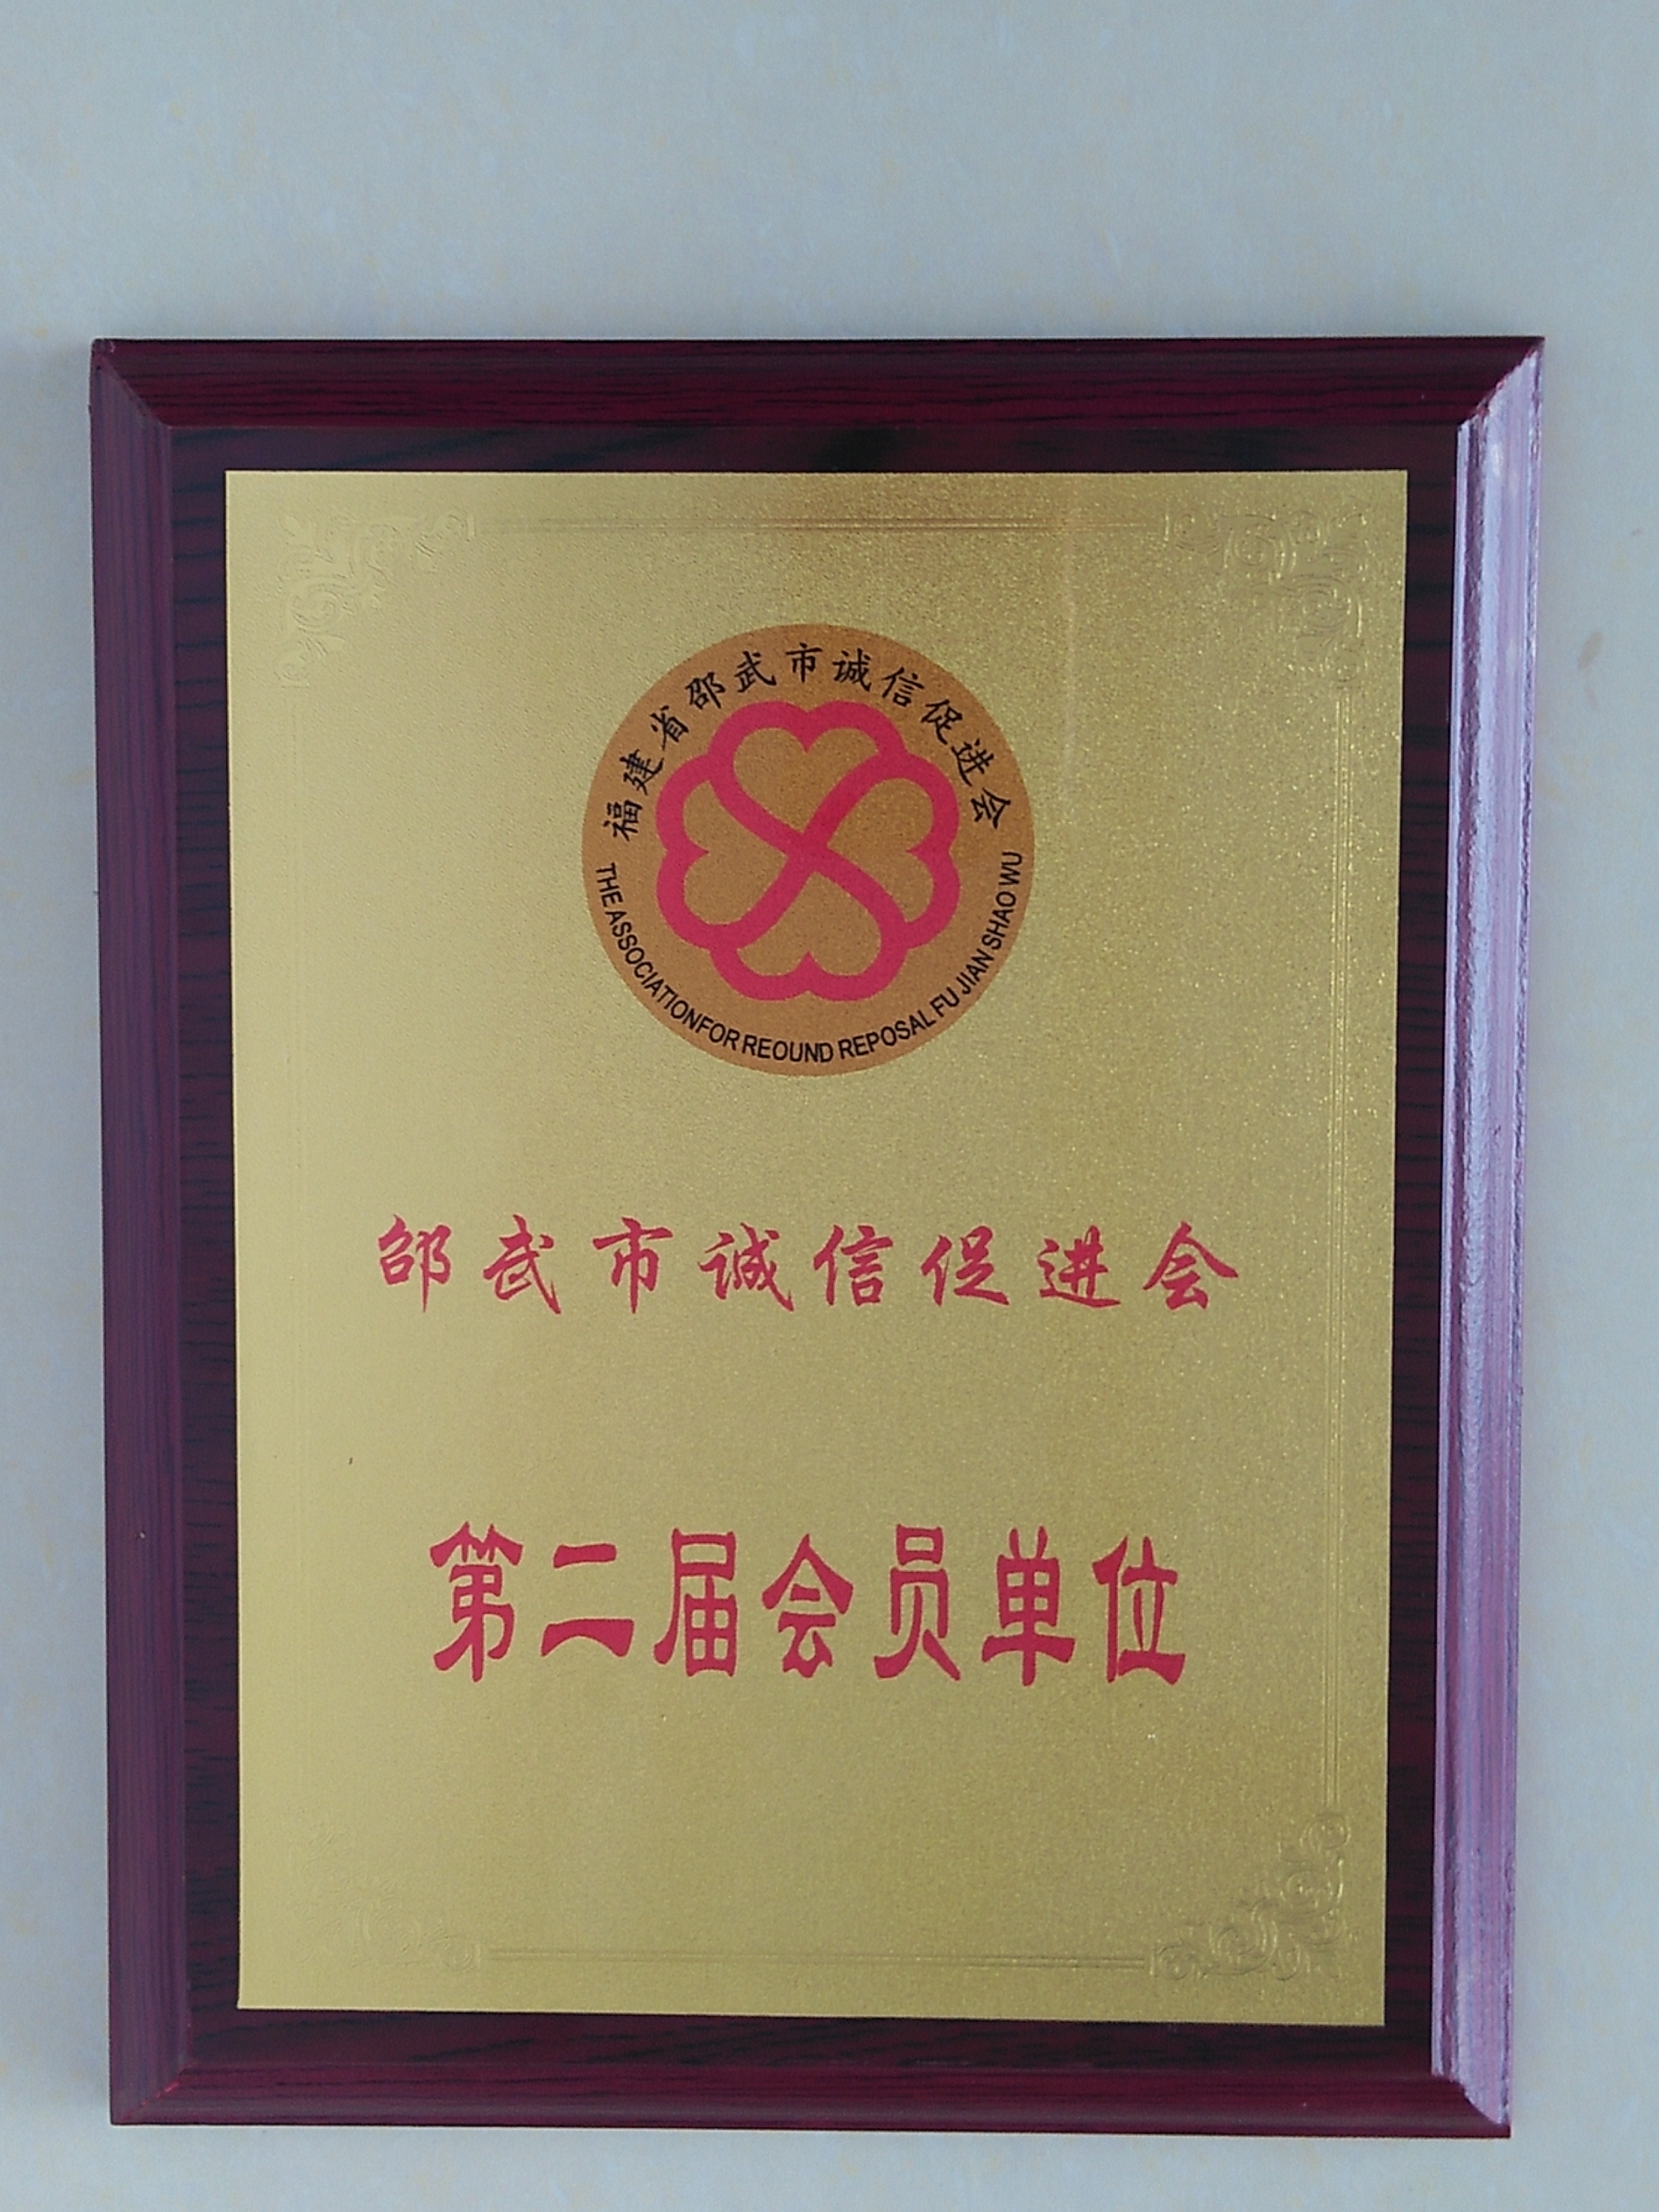 福建省邵武市诚信促进会
THE ASSOCIATIONFOR REOUND REPOSAL FU JIAN SHAO WU
邵武市诚信促进会
第二届会员单位